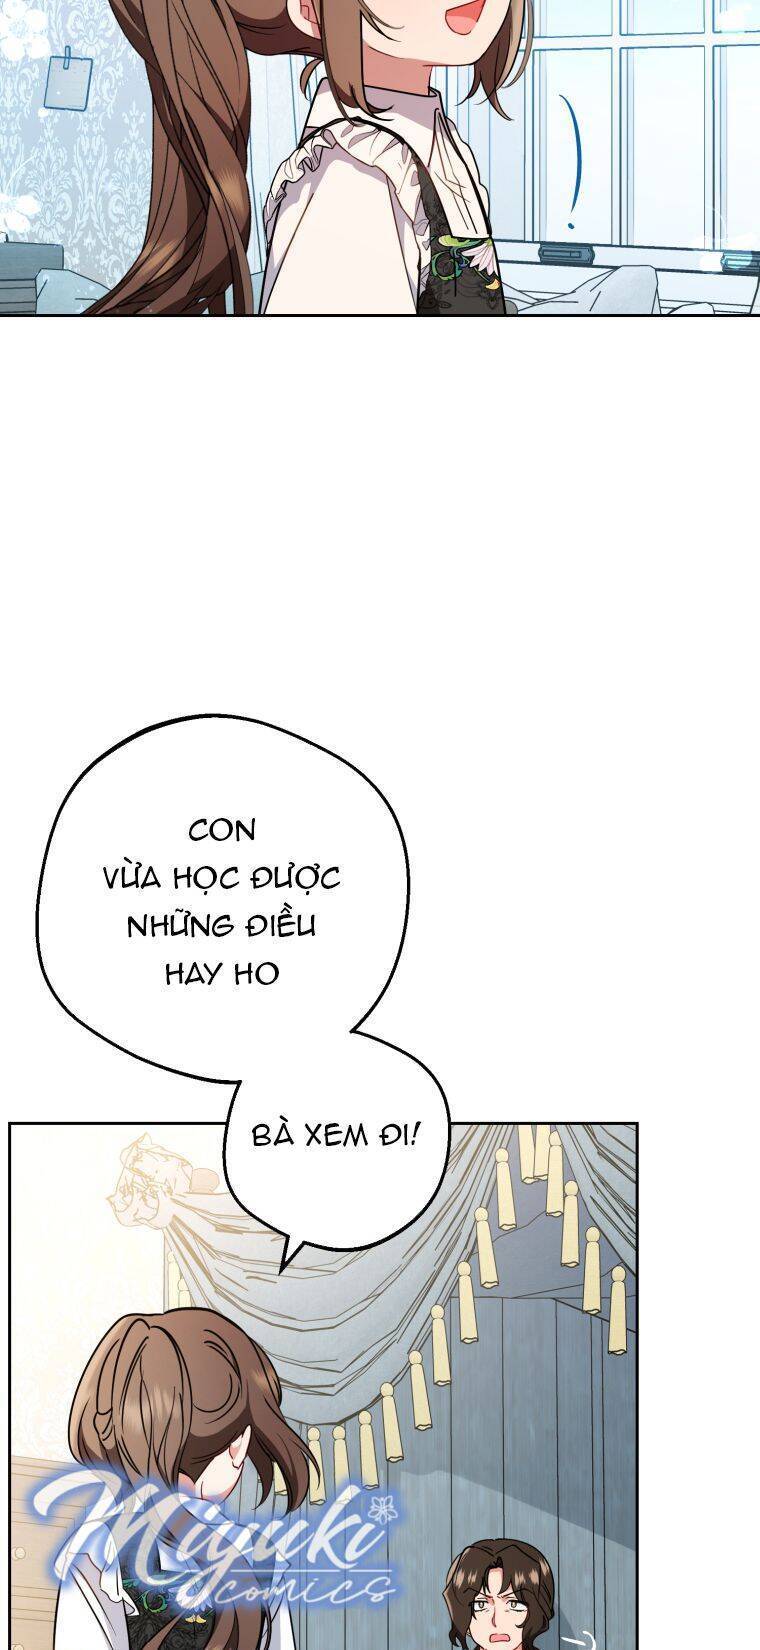 CON
VỪA HỌC ĐƯỢC
NHỮNG ĐIỀU
HAY HO
BÀ XEM ĐI!
Miyuki
comics